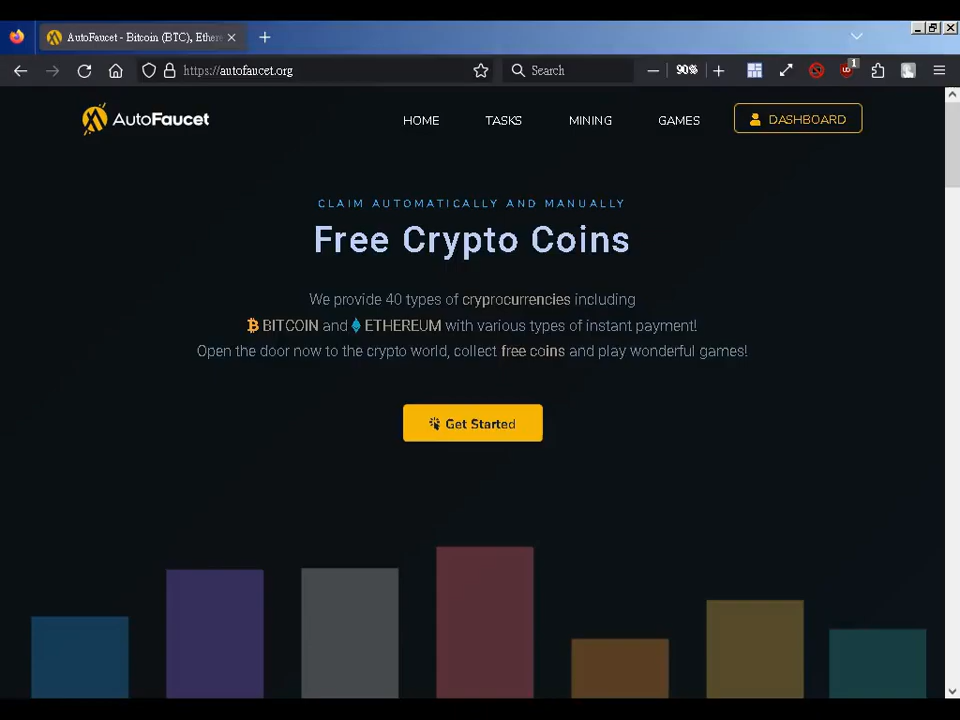 AutoFaucet - Bitcoin (BTC), Ether
https://autofaucet.org
Search
90%
1
AutoFaucet
HOME
TASKS
MINING
GAMES
DASHBOARD
CLAIM AUTOMATICALLY AND MANUALLY
Free Crypto Coins
We provide 40 types of cryprocurrencies including
BITCOIN and ETHEREUM with various types of instant payment!
Open the door now to the crypto world, collect free coins and play wonderful games!
Get Started